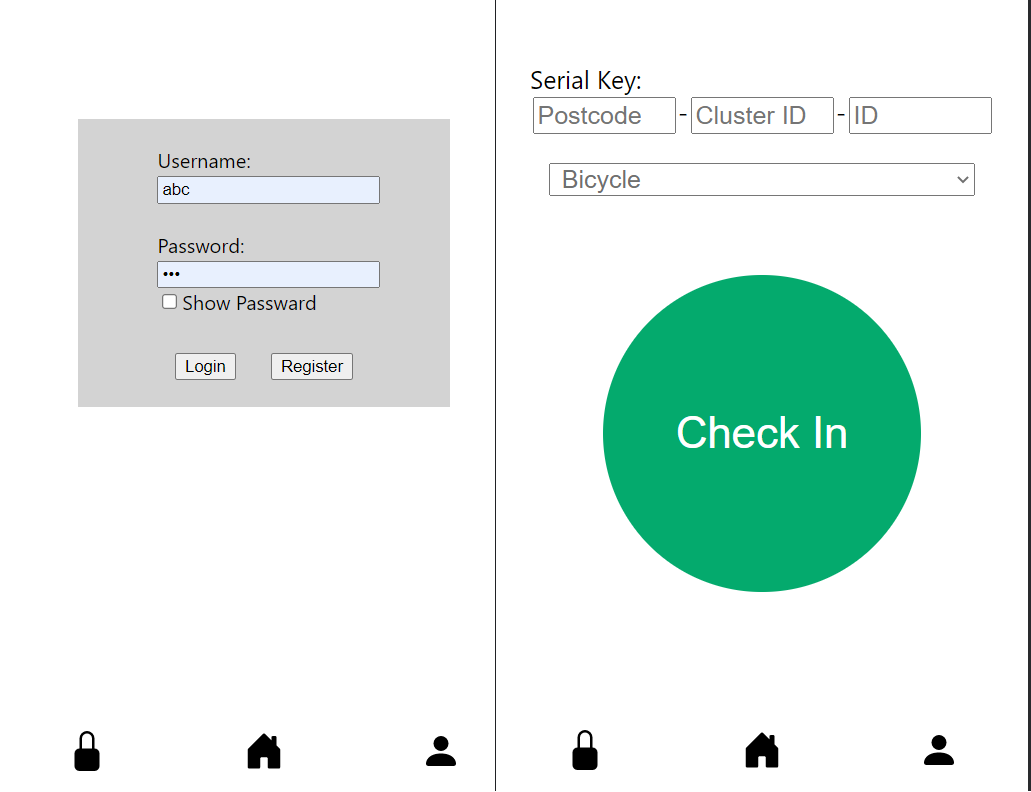 Username:
abc
Password:
•••
Show Passward
Login Register
Serial Key:
Postcode - Cluster ID - ID
Bicycle
Check In